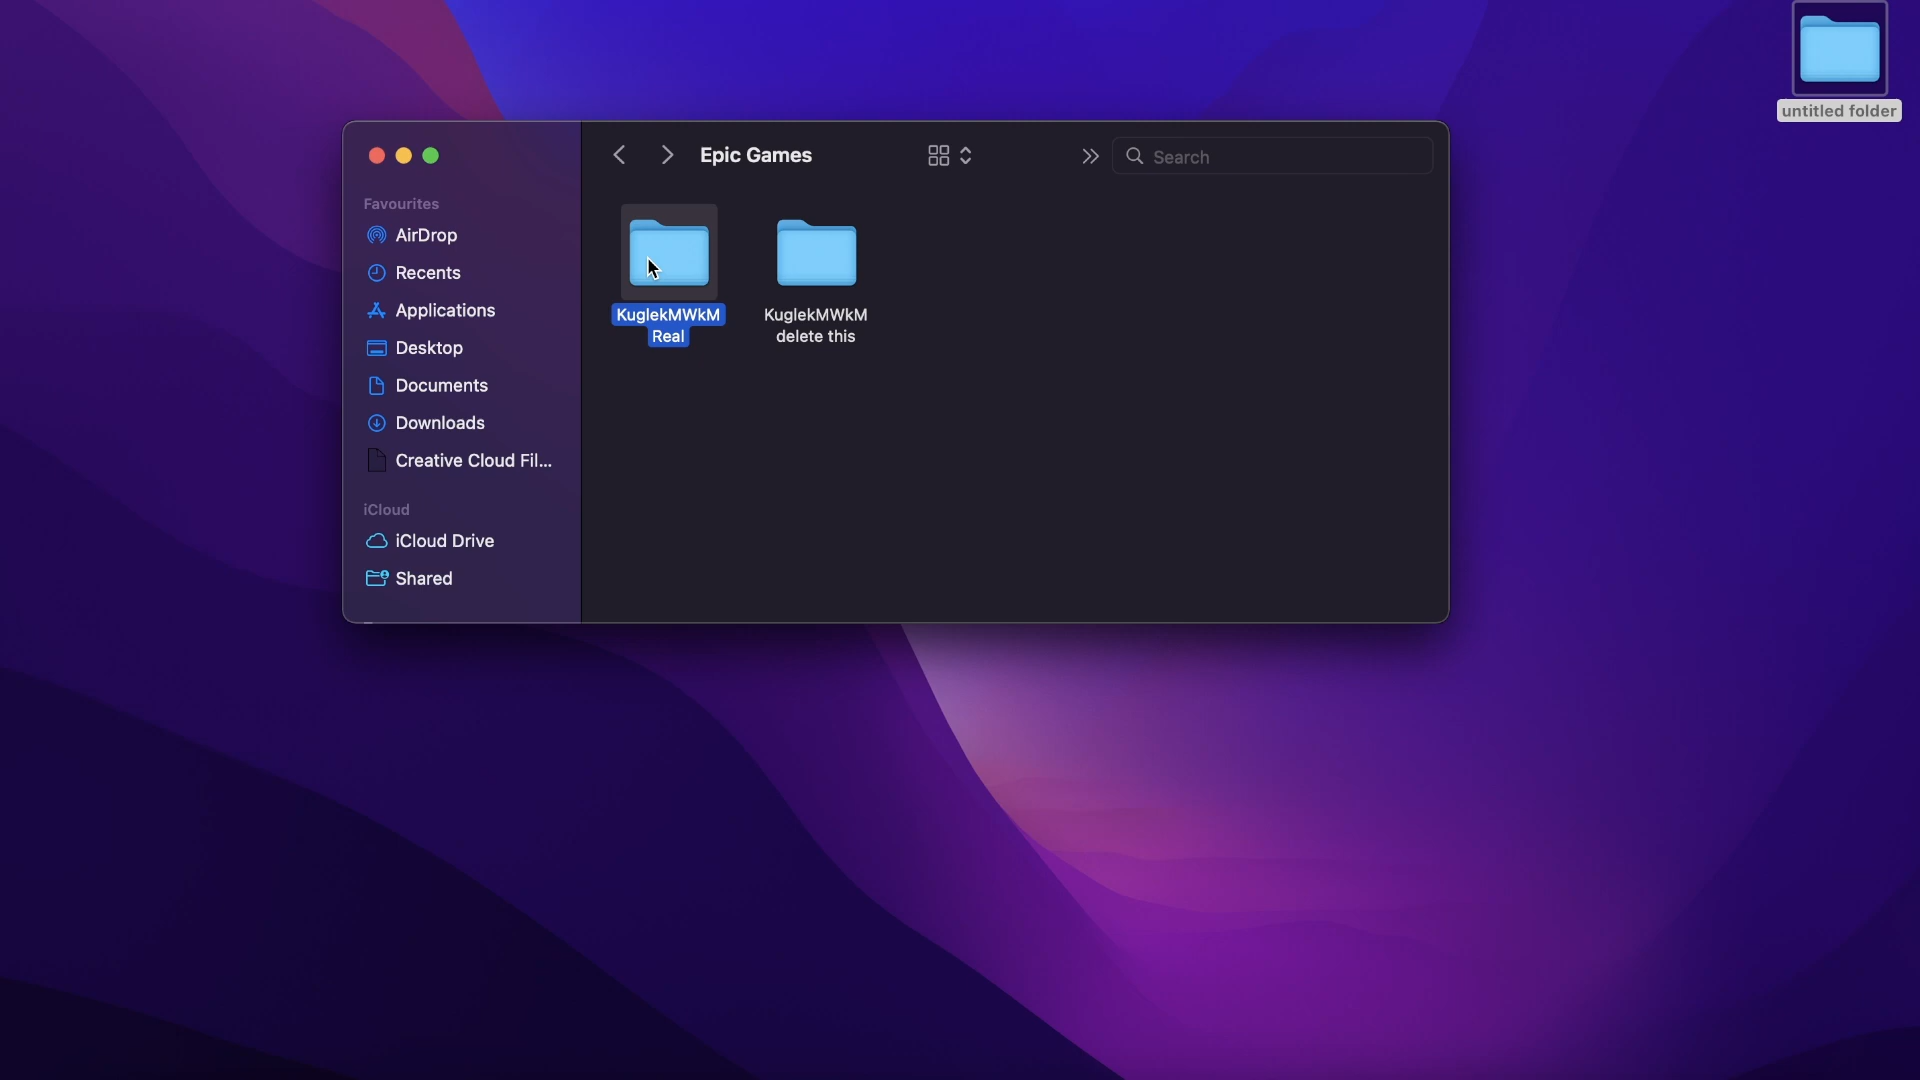 untitled folder
Epic Games
Search
Favourites
AirDrop
Recents
Applications
Desktop
Documents
Downloads
Creative Cloud Fil...
iCloud
iCloud Drive
Shared
KuglekMWkM
Real
KuglekMWkM
delete this